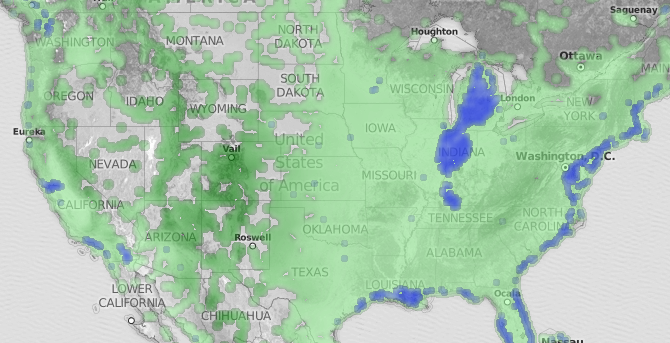 Saguenay
WASHINGTON
MONTANA
NORTH
DAKOTA
Houghton
Ottawa
MAIN
OREGON
IDAHO
WYOMING
SOUTH
DAKOTA
WISCONSIN
London
NEW
YORK
Eureka
NEVADA
Vail
United
States
of America
IOWA
INDIANA
Washington, D.C.
MISSOURI
CALIFORNIA
ARIZONA
Roswell
OKLAHOMA
TENNESSEE
NORTH
CAROLINA
TEXAS
ALABAMA
LOWER
CALIFORNIA
CHIHUAHUA
LOUISIANA
Ocala
Nassau